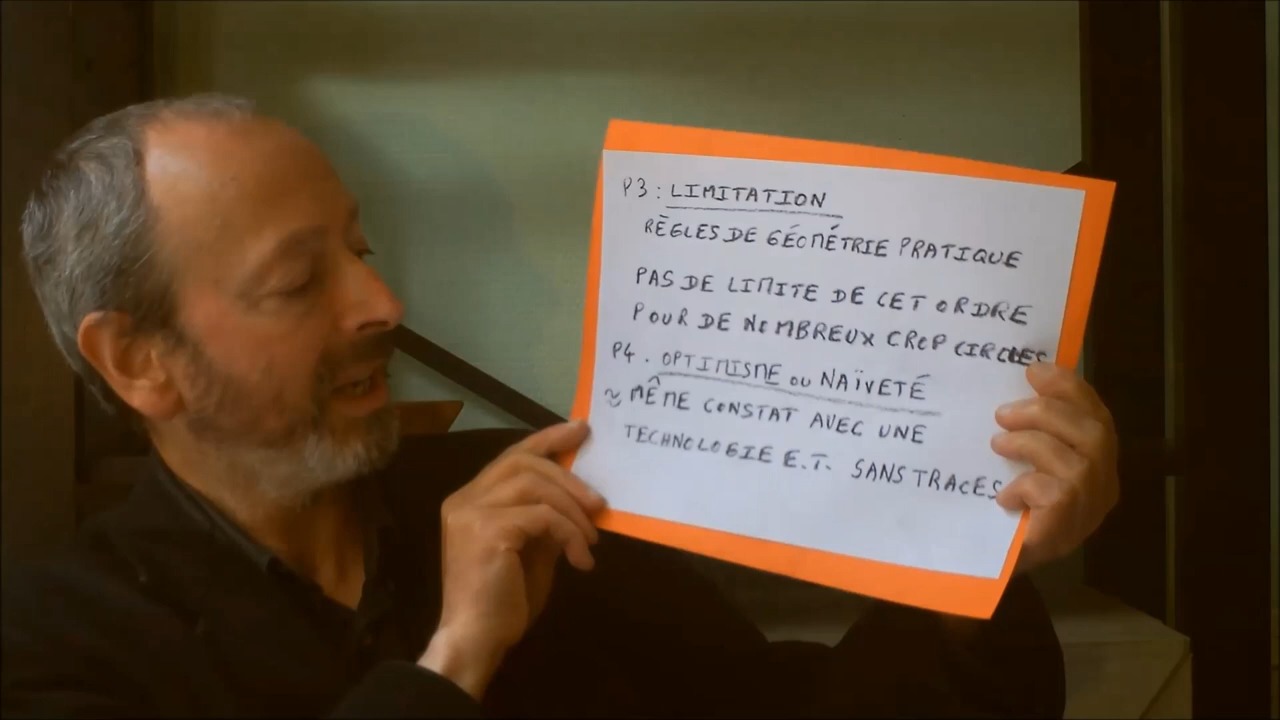 P3 : LIMITATION
RÈGLES DE GÉOMÉTRIE PRATIQUE
PAS DE LIMITE DE CET ORDRE
POUR DE NOMBREUX CROP CIRCLES
P4. OPTIMISME OU NAÏVETÉ
≈ MÊME CONSTAT AVEC UNE
TECHNOLOGIE E.T. SANS TRACES